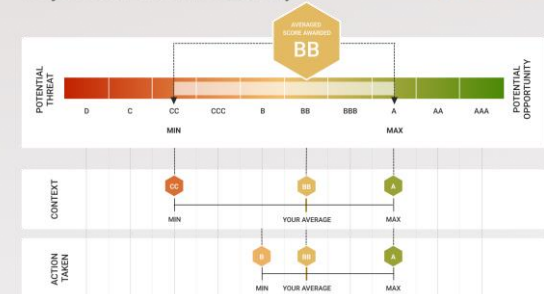 AVERAGED
SCORE AWARDED
BB
POTENTIAL
THREAT
POTENTIAL
OPPORTUNITY
D C CC CCC B BB BBB A AA AAA
MIN MAX
CONTEXT
CC BB A
MIN YOUR AVERAGE MAX
ACTION
TAKEN
B BB A
MIN YOUR AVERAGE MAX